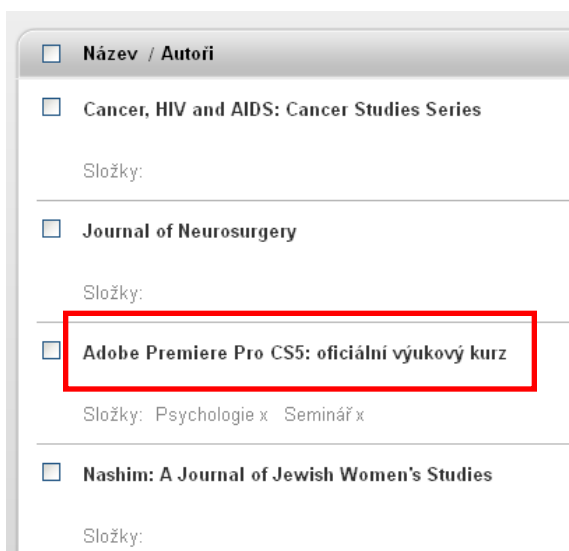 Název / Autoři
Cancer, HIV and AIDS: Cancer Studies Series
Složky:
Journal of Neurosurgery
Složky:
Adobe Premiere Pro CS5: oficiální výukový kurz
Složky: Psychologie x Seminář x
Nashim: A Journal of Jewish Women's Studies
Složky: